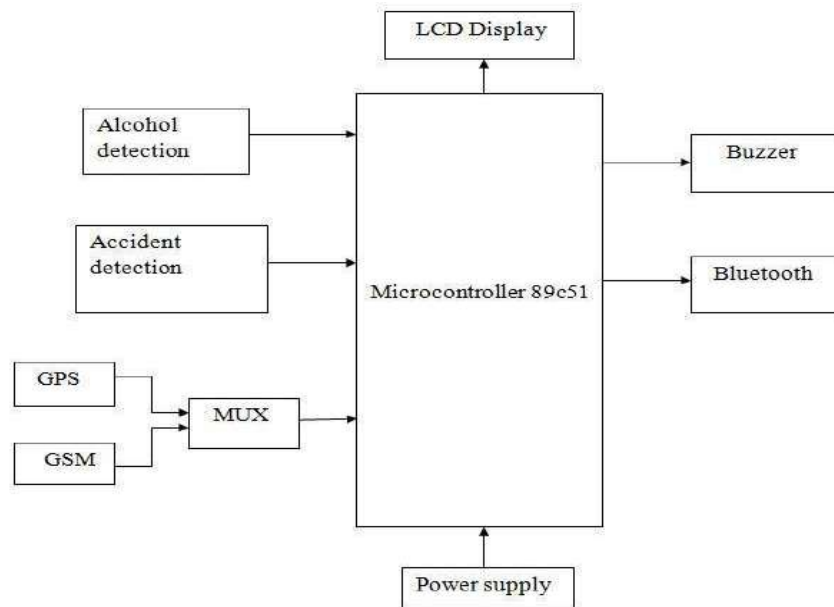 LCD Display
Alcohol
detection
Buzzer
Accident
detection
Microcontroller 89c51
Bluetooth
GPS
MUX
GSM
Power supply